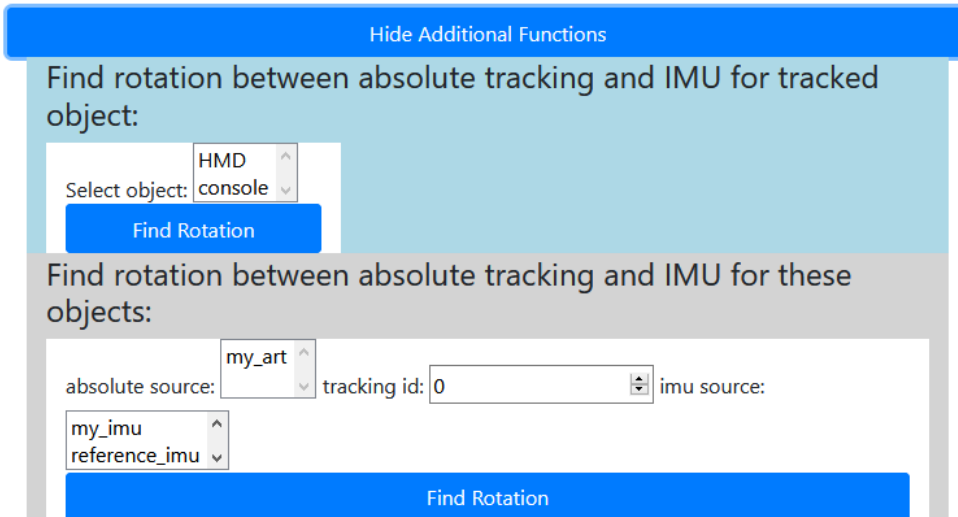 Hide Additional Functions
Find rotation between absolute tracking and IMU for tracked
object:
HMD
Select object: console
Find Rotation
Find rotation between absolute tracking and IMU for these
objects:
my_art
absolute source: tracking id: 0 imu source:
my_imu
reference_imu
Find Rotation